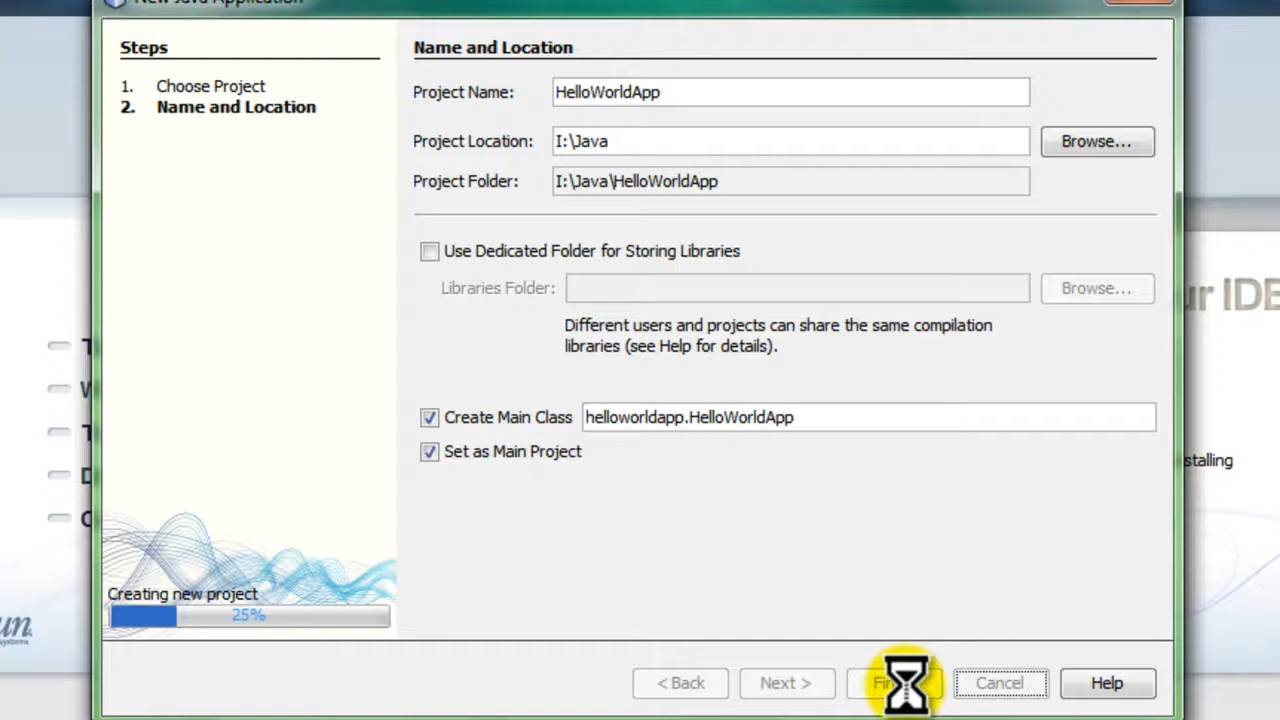 New Java Application
Steps
1. Choose Project
2. Name and Location
Name and Location
Project Name: HelloWorldApp
Project Location: I:\Java Browse...
Project Folder: I:\Java\HelloWorldApp
Use Dedicated Folder for Storing Libraries
Libraries Folder: Browse...
Different users and projects can share the same compilation
libraries (see Help for details).
Create Main Class helloworldapp.HelloWorldApp
Set as Main Project
Creating new project
25%
< Back Next > Cancel Help
IDE